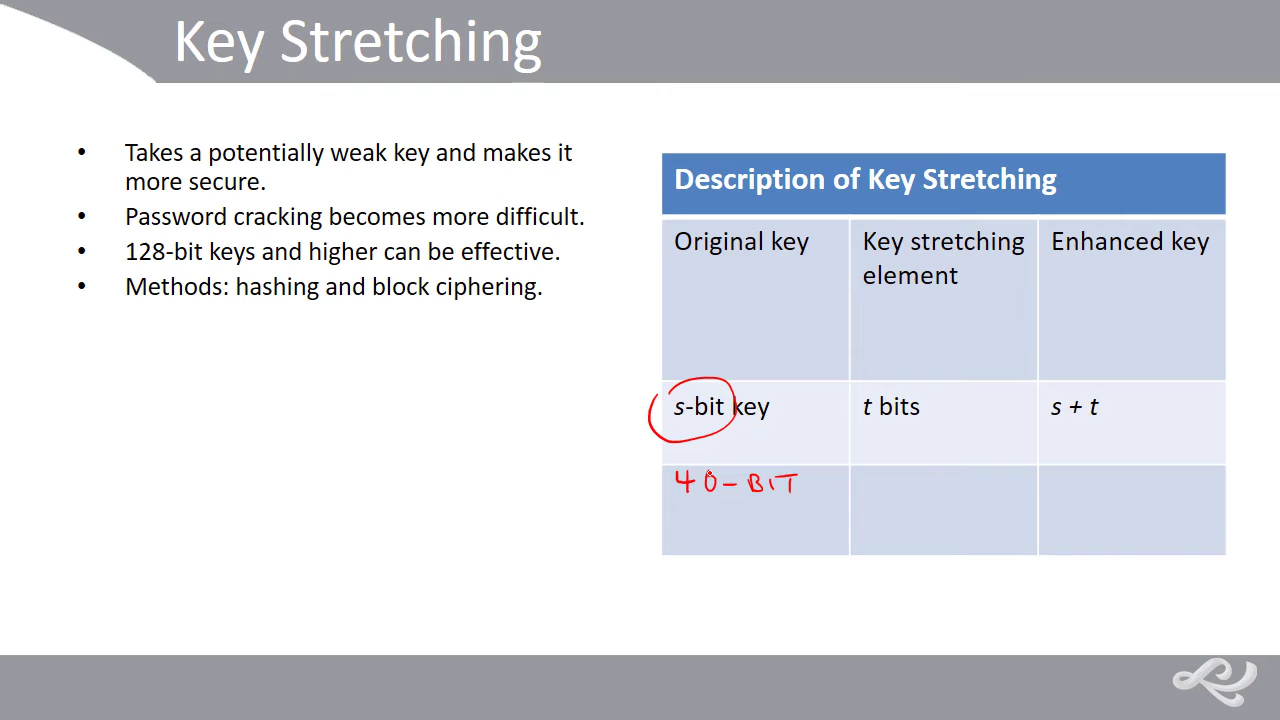 Key Stretching
• Takes a potentially weak key and makes it
more secure.
• Password cracking becomes more difficult.
• 128-bit keys and higher can be effective.
• Methods: hashing and block ciphering.
Description of Key Stretching
Original key
Key stretching
element
Enhanced key
s-bit key
t bits
s + t
40-BIT